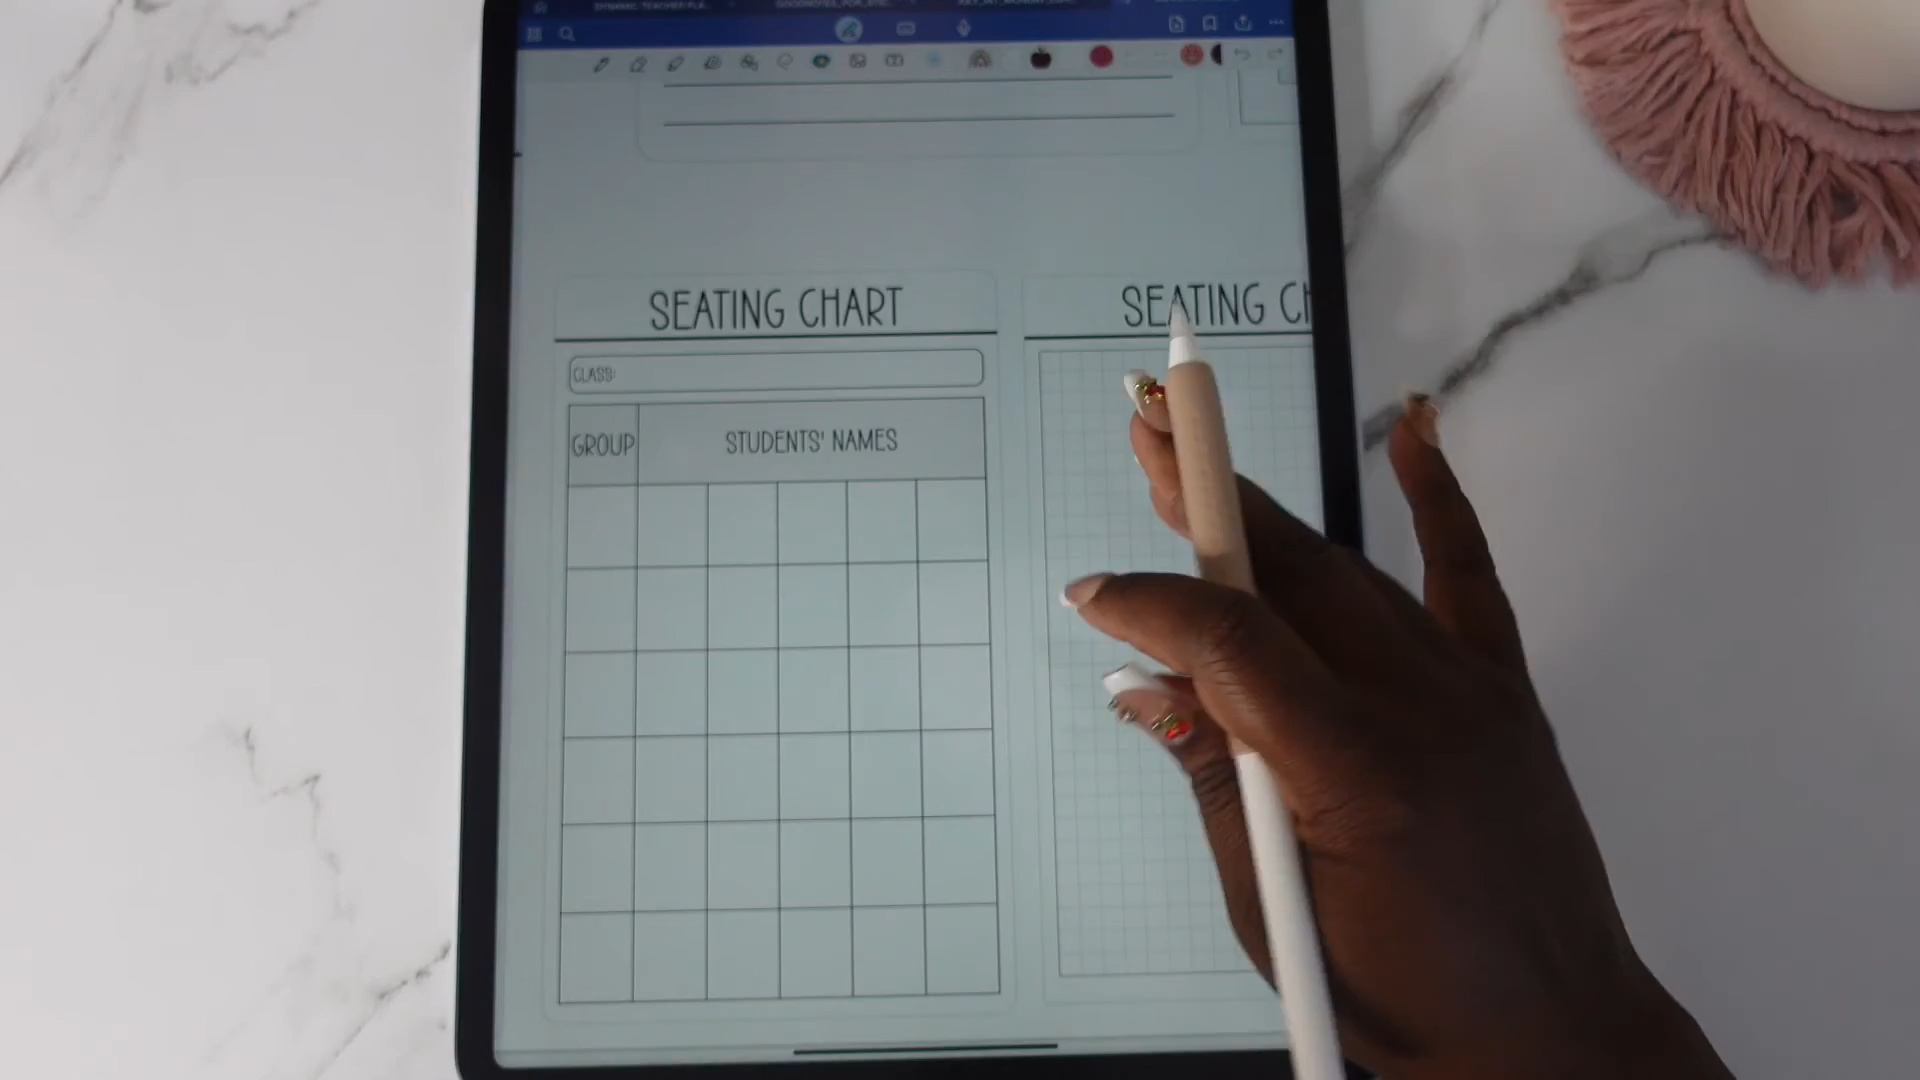 SEATING CHART
SEATING CH
CLASS:
GROUP
STUDENTS' NAMES